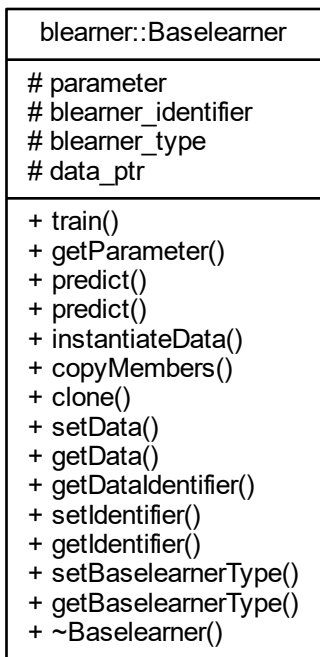 blearner::Baselearner
# parameter
# blearner_identifier
# blearner_type
# data_ptr
+ train()
+ getParameter()
+ predict()
+ predict()
+ instantiateData()
+ copyMembers()
+ clone()
+ setData()
+ getData()
+ getDataIdentifier()
+ setIdentifier()
+ getIdentifier()
+ setBaselearnerType()
+ getBaselearnerType()
+ ~Baselearner()